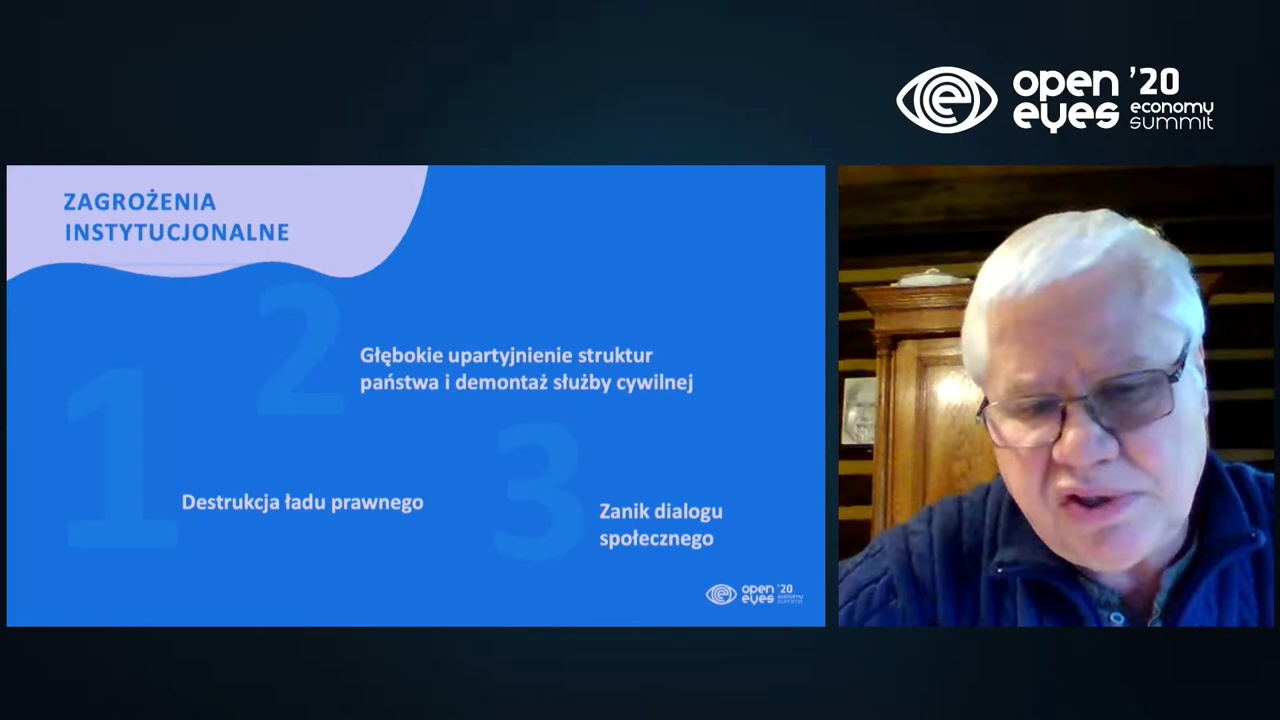 open '20
eyes economy
summit
ZAGROŻENIA
INSTYTUCJONALNE
1
Destrukcja ładu prawnego
2
Głębokie upartyjnienie struktur
państwa i demontaż służby cywilnej
3
Zanik dialogu
społecznego
open '20
eyes economy
summit